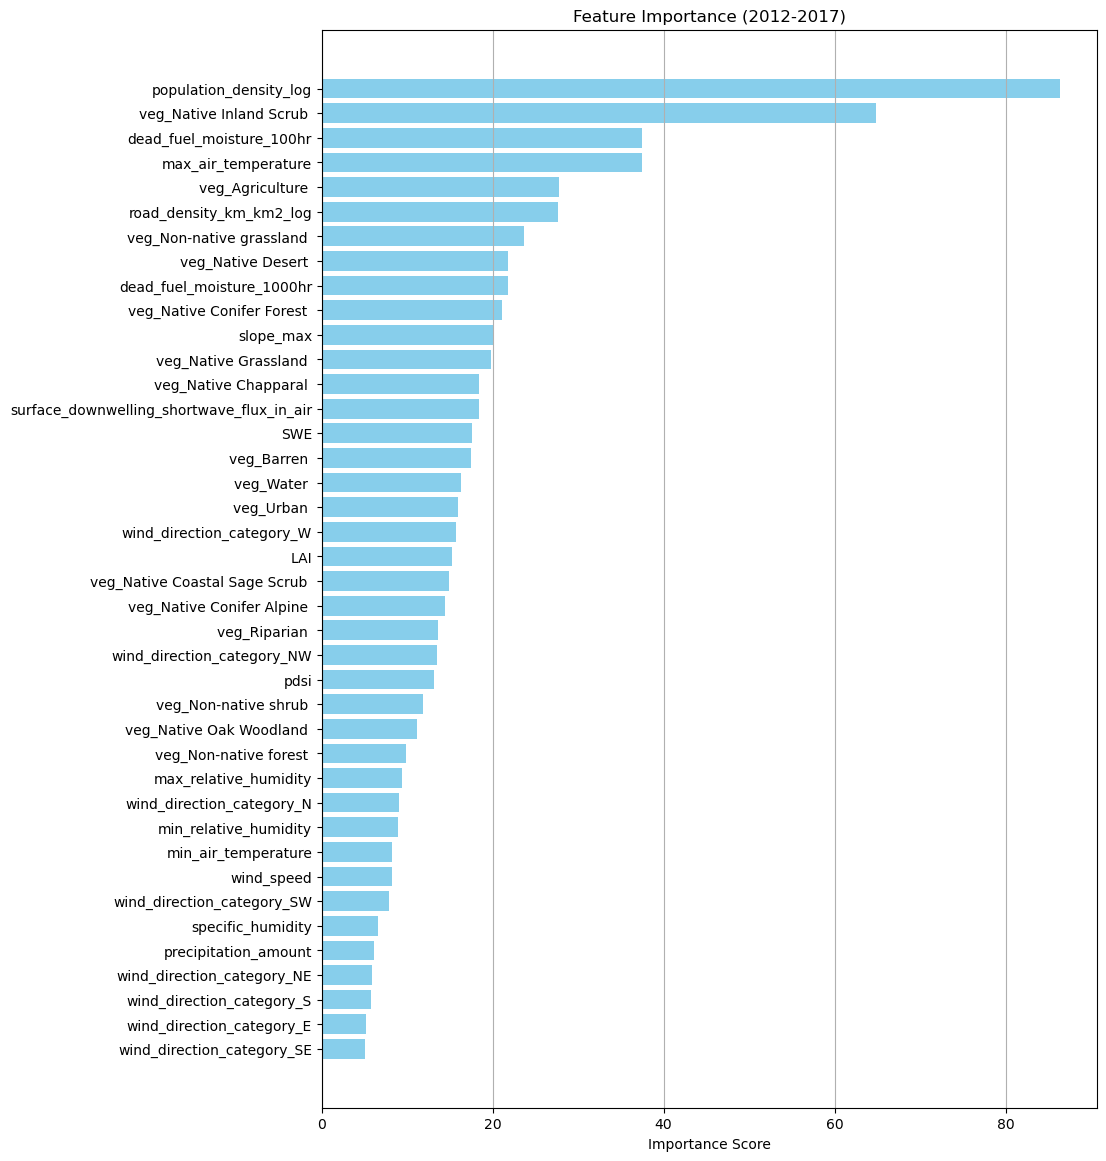 Feature Importance (2012-2017)
population_density_log
veg_Native Inland Scrub
dead_fuel_moisture_100hr
max_air_temperature
veg_Agriculture
road_density_km_km2_log
veg_Non-native grassland
veg_Native Desert
dead_fuel_moisture_1000hr
veg_Native Conifer Forest
slope_max
veg_Native Grassland
veg_Native Chapparal
surface_downwelling_shortwave_flux_in_air
SWE
veg_Barren
veg_Water
veg_Urban
wind_direction_category_W
LAI
veg_Native Coastal Sage Scrub
veg_Native Conifer Alpine
veg_Riparian
wind_direction_category_NW
pdsi
veg_Non-native shrub
veg_Native Oak Woodland
veg_Non-native forest
max_relative_humidity
wind_direction_category_N
min_relative_humidity
min_air_temperature
wind_speed
wind_direction_category_SW
specific_humidity
precipitation_amount
wind_direction_category_NE
wind_direction_category_S
wind_direction_category_E
wind_direction_category_SE
0 20 40 60 80
Importance Score